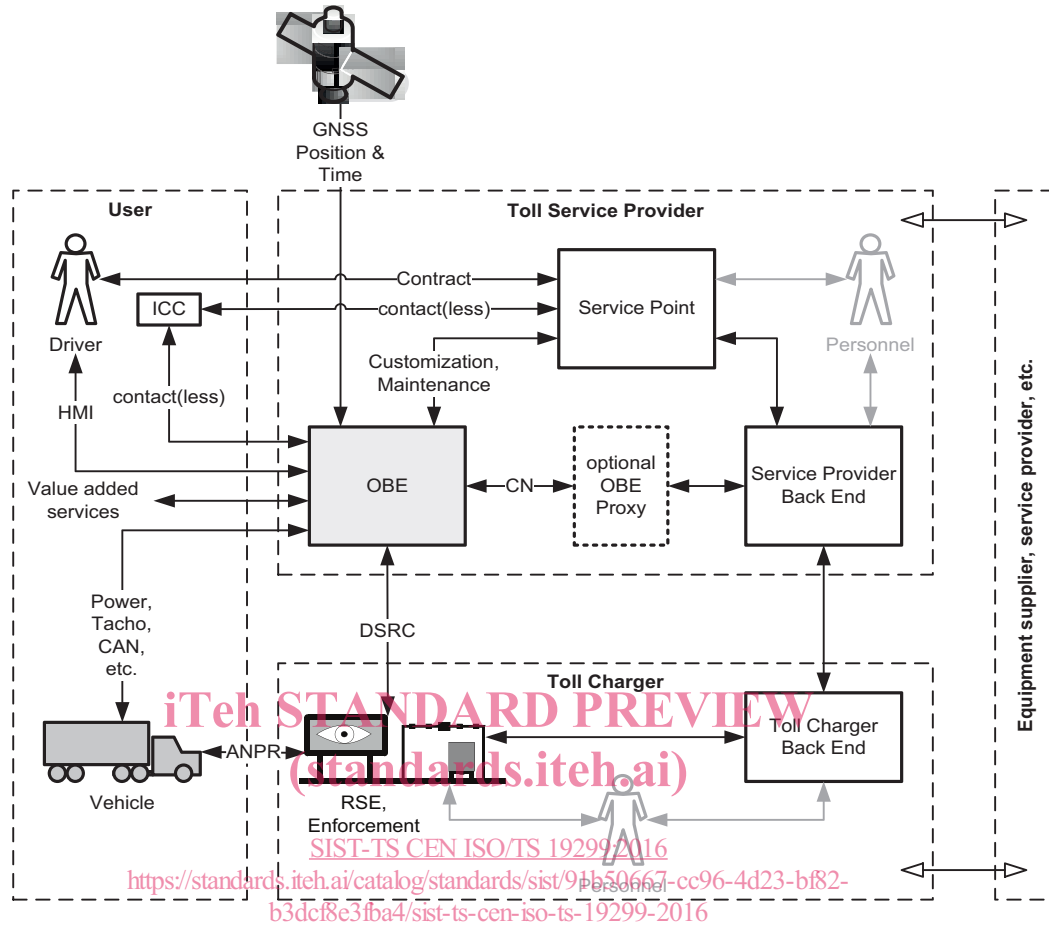 GNSS
Position &
Time
User
Toll Service Provider
Driver
ICC
Contract
contact(less)
Service Point
Personnel
Customization,
Maintenance
contact(less)
HMI
Value added
services
OBE
CN
optional
OBE
Proxy
Service Provider
Back End
Equipment supplier, service provider, etc.
Power,
Tacho,
CAN,
etc.
DSRC
Toll Charger
iTeh STANDARD PREVIEW
(standards.iteh.ai)
Toll Charger
Back End
ANPR
Vehicle
RSE,
Enforcement
Personnel
SIST-TS CEN ISO/TS 19299:2016
https://standards.iteh.ai/catalog/standards/sist/91b50667-cc96-4d23-bf82-
b3dcf8e3fba4/sist-ts-cen-iso-ts-19299-2016